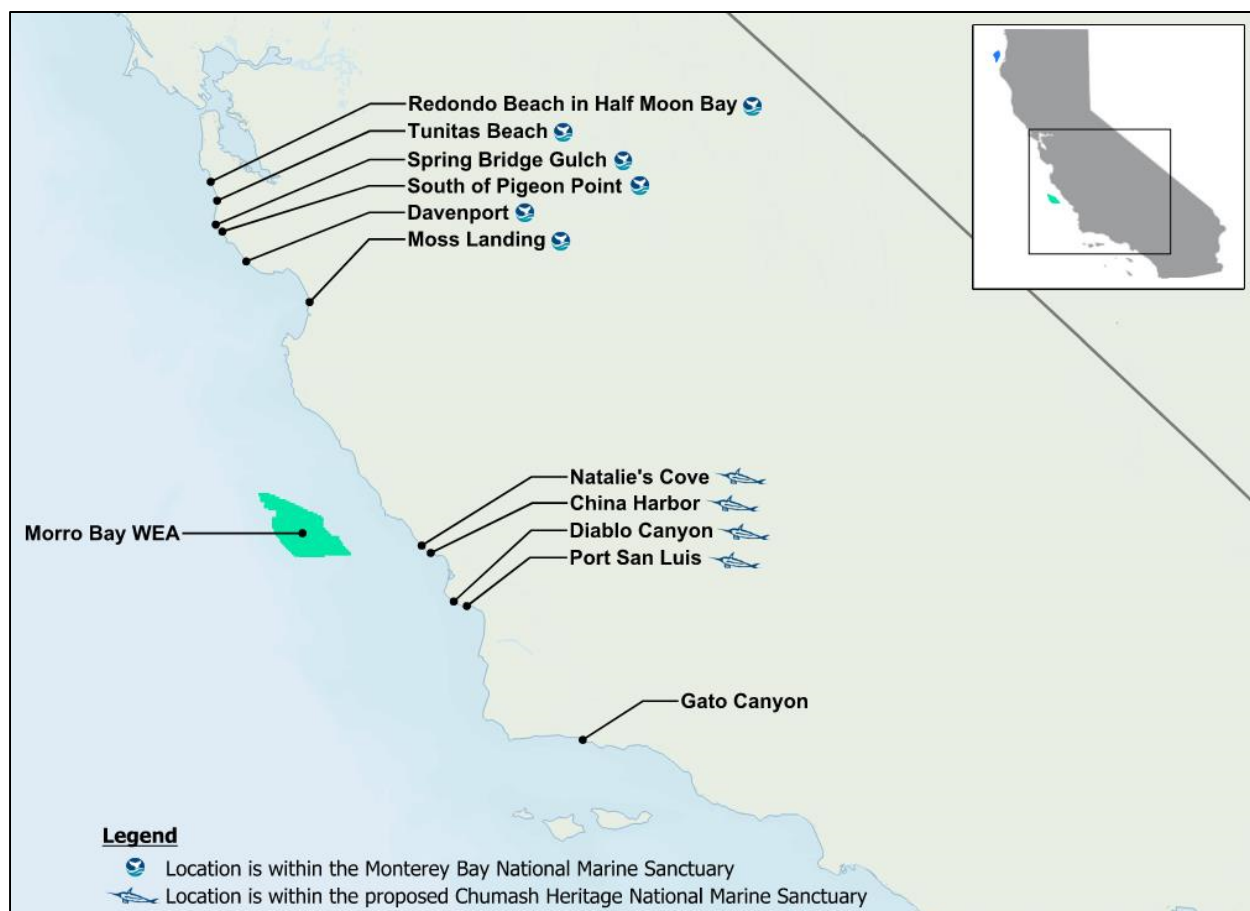 Redondo Beach in Half Moon Bay
Tunitas Beach
Spring Bridge Gulch
South of Pigeon Point
Davenport
Moss Landing
Natalie's Cove
China Harbor
Diablo Canyon
Port San Luis
Morro Bay WEA
Gato Canyon
Legend
Location is within the Monterey Bay National Marine Sanctuary
Location is within the proposed Chumash Heritage National Marine Sanctuary